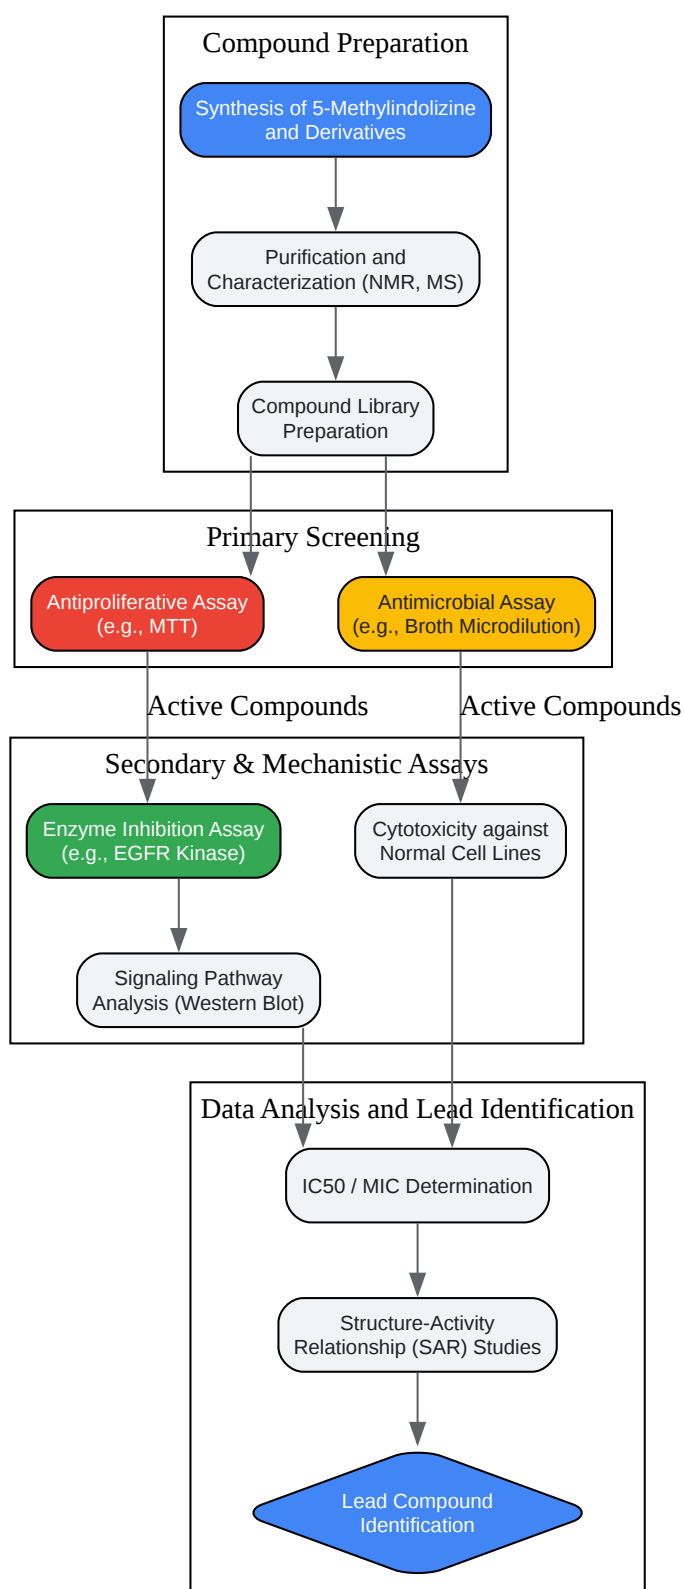 Compound Preparation
Synthesis of 5-Methylindolizine
and Derivatives
Purification and
Characterization (NMR, MS)
Compound Library
Preparation
Primary Screening
Antiproliferative Assay
(e.g., MTT)
Antimicrobial Assay
(e.g., Broth Microdilution)
Active Compounds
Active Compounds
Secondary & Mechanistic Assays
Enzyme Inhibition Assay
(e.g., EGFR Kinase)
Cytotoxicity against
Normal Cell Lines
Signaling Pathway
Analysis (Western Blot)
Data Analysis and Lead Identification
IC50 / MIC Determination
Structure-Activity
Relationship (SAR) Studies
Lead Compound
Identification